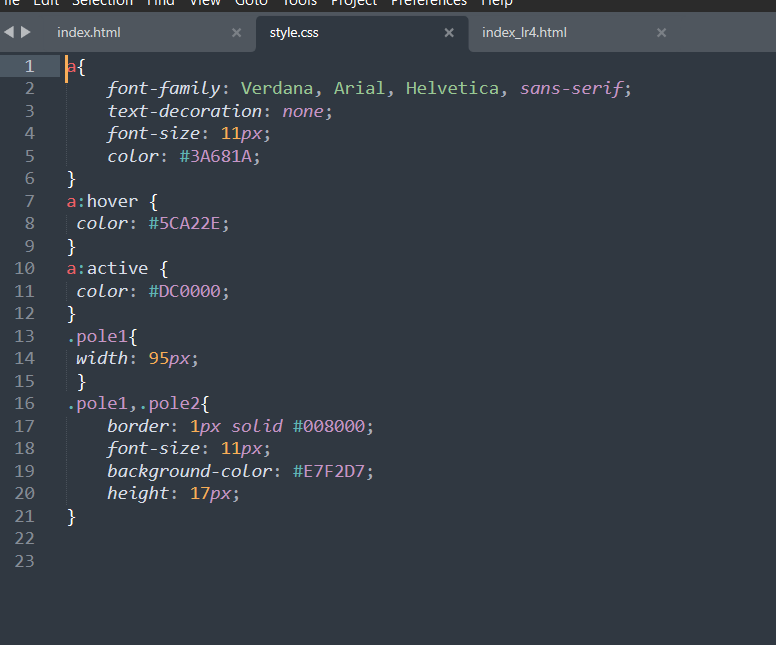 File Edit Selection Find View Goto Tools Project Preferences Help
index.html × style.css × index_lr4.html ×
1 a{
2 font-family: Verdana, Arial, Helvetica, sans-serif;
3 text-decoration: none;
4 font-size: 11px;
5 color: #3A681A;
6 }
7 a:hover {
8 color: #5CA22E;
9 }
10 a:active {
11 color: #DC0000;
12 }
13 .pole1{
14 width: 95px;
15 }
16 .pole1,.pole2{
17 border: 1px solid #008000;
18 font-size: 11px;
19 background-color: #E7F2D7;
20 height: 17px;
21 }
22
23